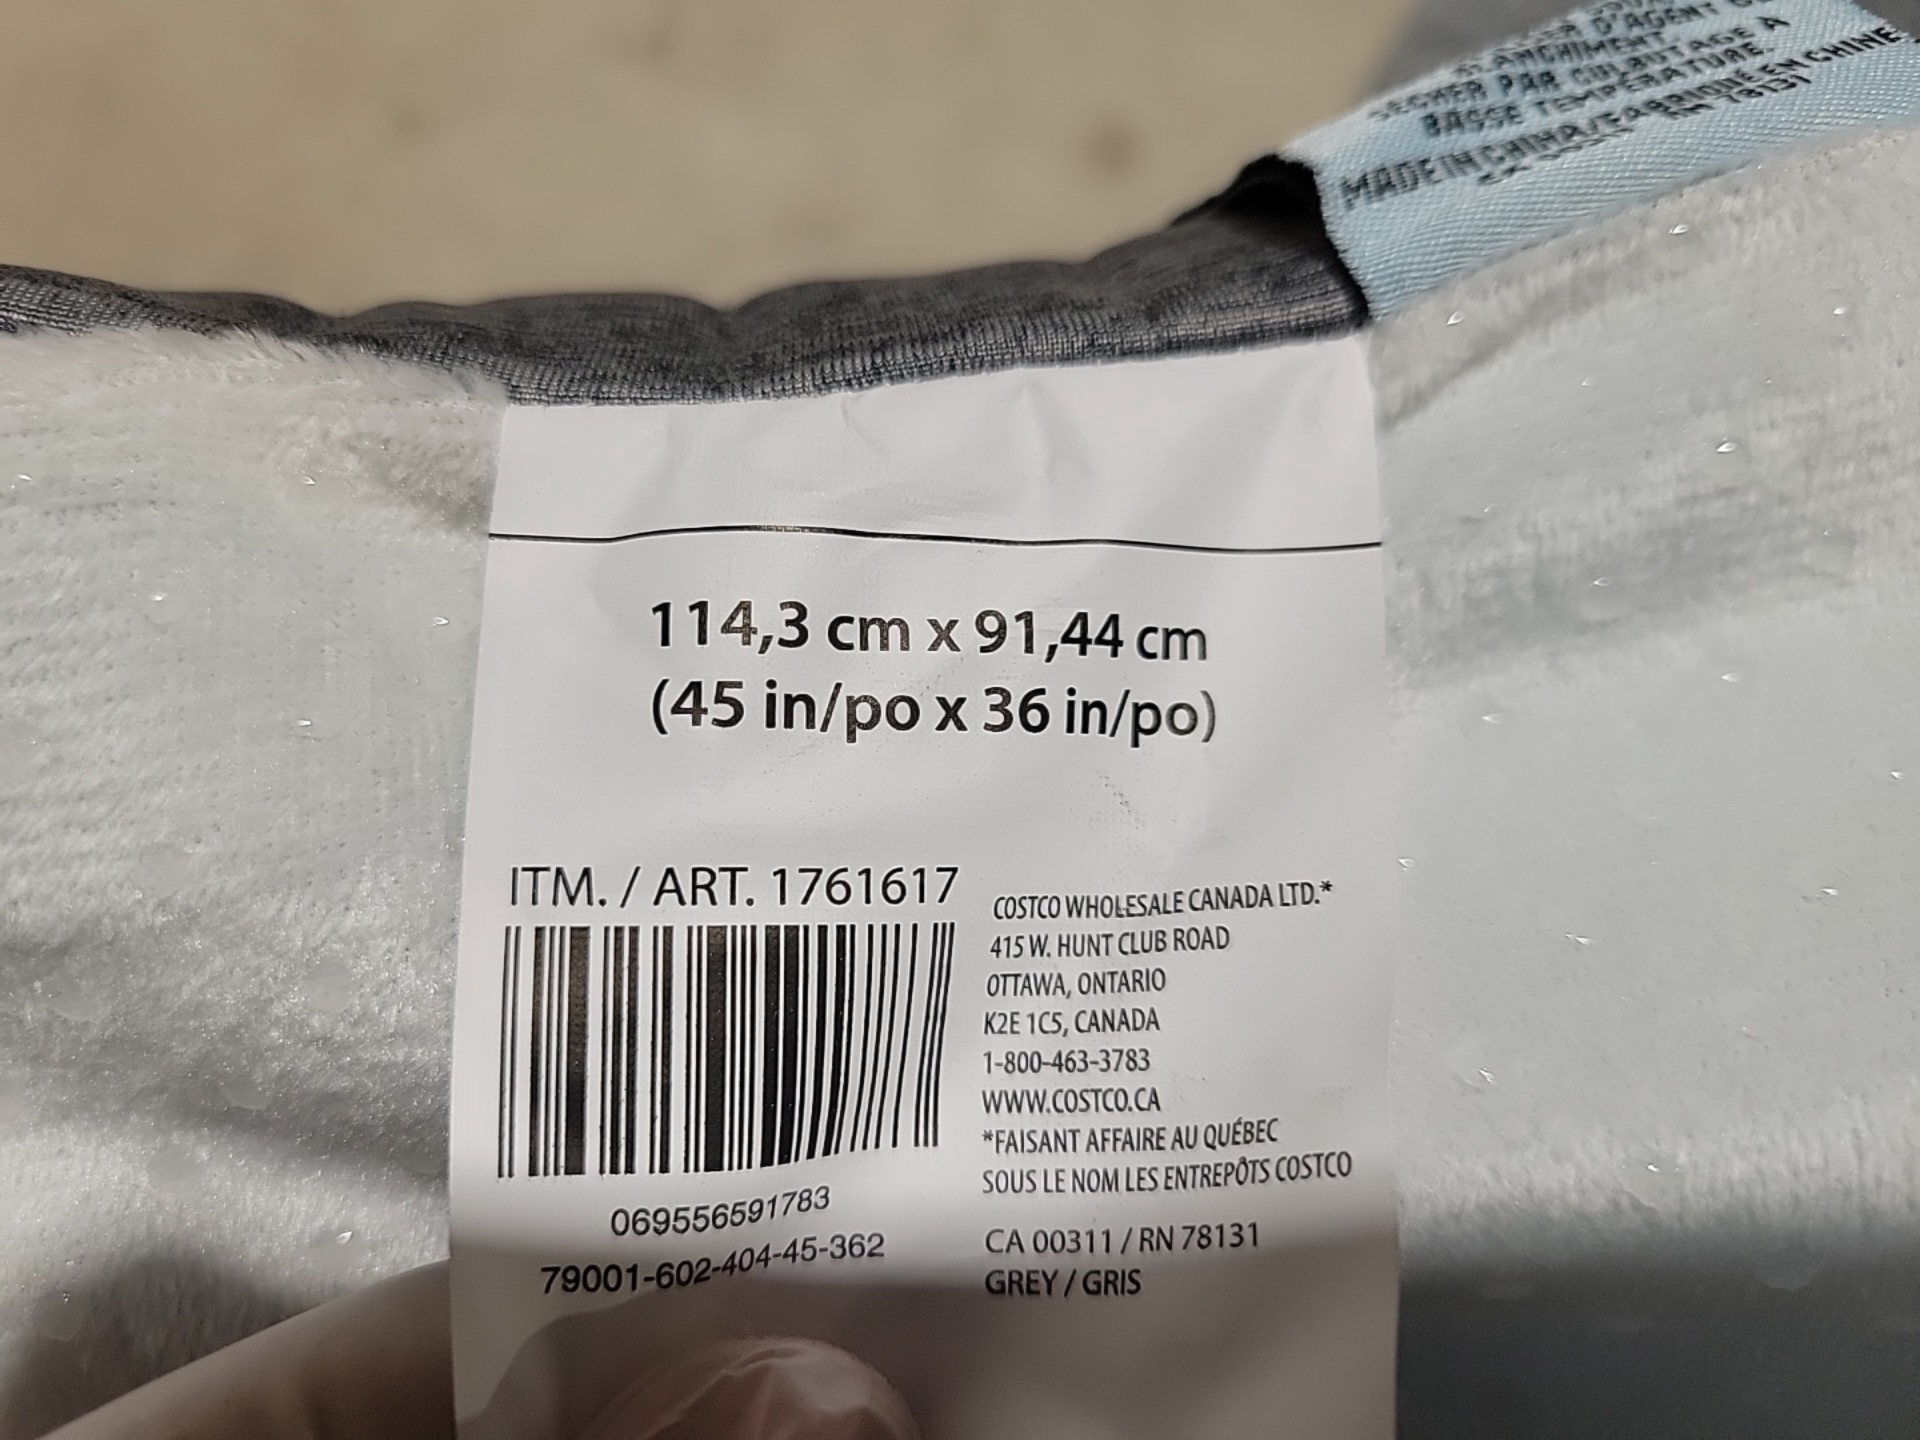 D'AGENT
SÉCHER PAR CULBUTAGE À
BASSE TEMPÉRATURE.
MADE IN CHINA/FABRIQUÉ EN CHINE
78131
114,3 cm x 91,44 cm
(45 in/po x 36 in/po)
ITM. / ART. 1761617
069556591783
79001-602-404-45-362
COSTCO WHOLESALE CANADA LTD.*
415 W. HUNT CLUB ROAD
OTTAWA, ONTARIO
K2E 1C5, CANADA
1-800-463-3783
WWW.COSTCO.CA
*FAISANT AFFAIRE AU QUÉBEC
SOUS LE NOM LES ENTREPÔTS COSTCO
CA 00311 / RN 78131
GREY / GRIS